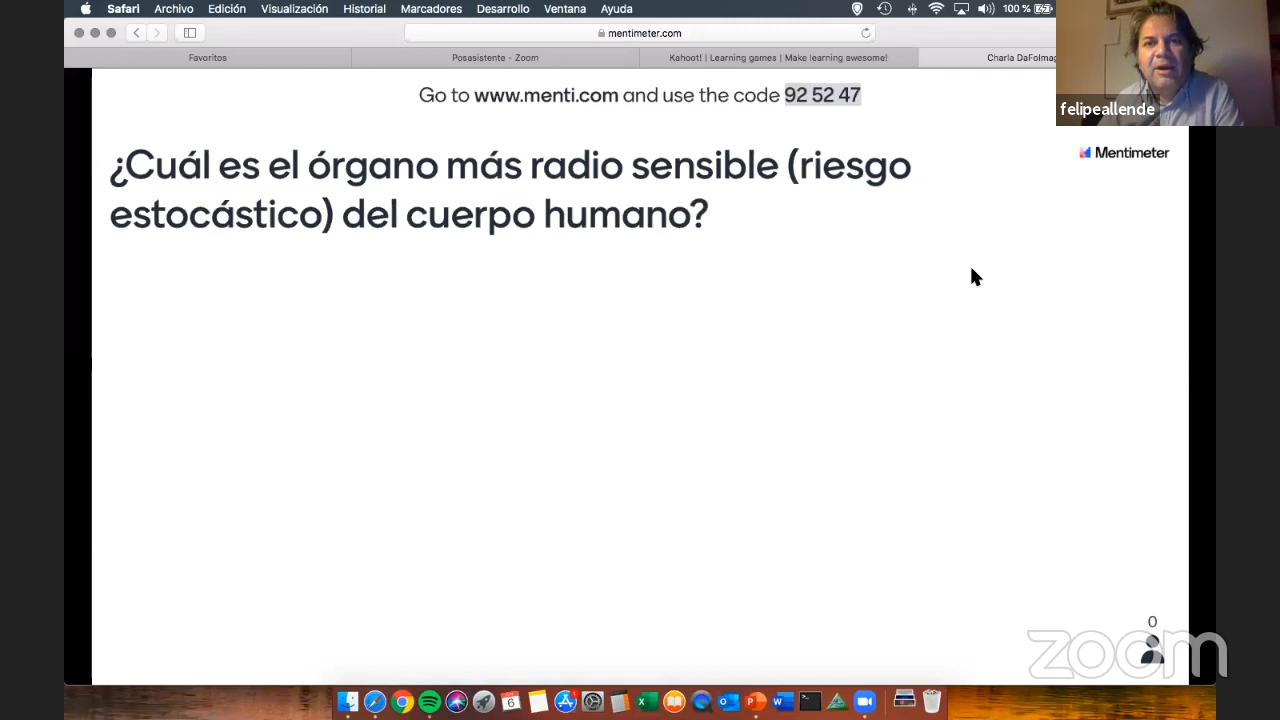 Safari Archivo Edición Visualización Historial Marcadores Desarrollo Ventana Ayuda 100 %
mentimeter.com
Favoritos Posasistente - Zoom Kahoot! | Learning games | Make learning awesome! Charla DaFoImag
Go to www.menti.com and use the code 92 52 47
felipeallende
Mentimeter
¿Cuál es el órgano más radio sensible (riesgo
estocástico) del cuerpo humano?
0
zoom
6